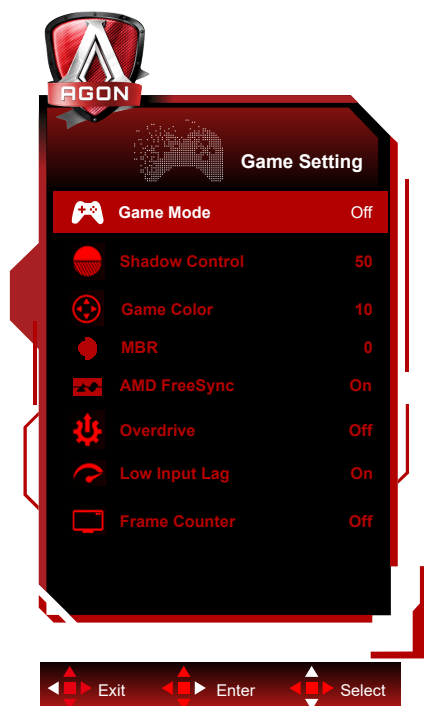 AGON
Game Setting
Game Mode Off
Shadow Control 50
Game Color 10
MBR 0
AMD FreeSync On
Overdrive Off
Low Input Lag On
Frame Counter Off
Exit Enter Select